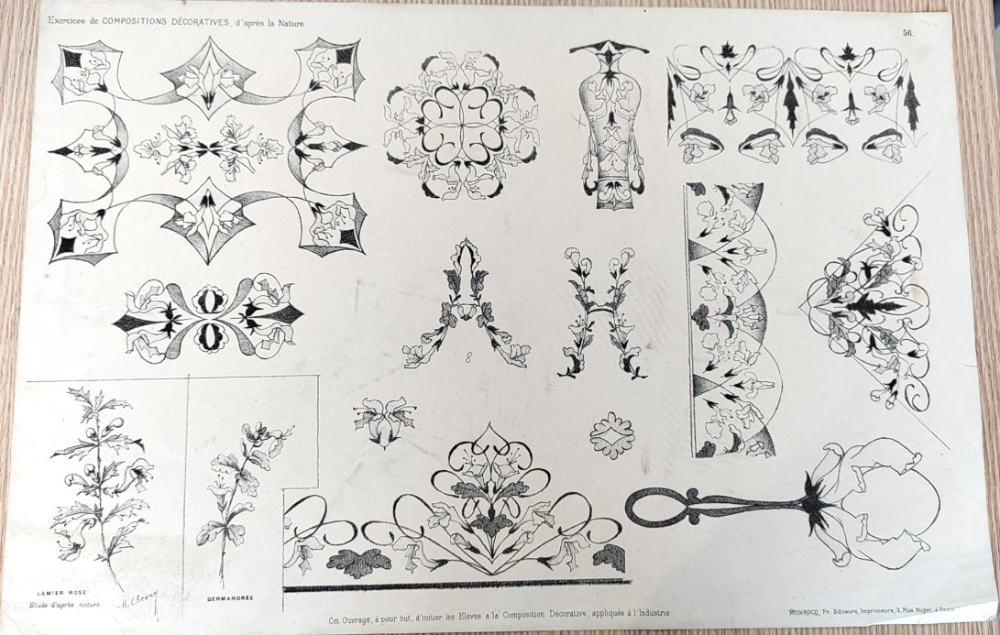 Exercices de COMPOSITIONS DÉCORATIVES, d'après la Nature.
56.
8
LAMIER ROSE
Etude d'après nature
GERMANDRÉE
Cet Ouvrage, a pour but, d'initier les Elèves a la Composition Décorative, appliquée à l'Industrie
MONROCQ, Fr. Editeurs, Imprimeurs, 3, Rue Suger, à Paris